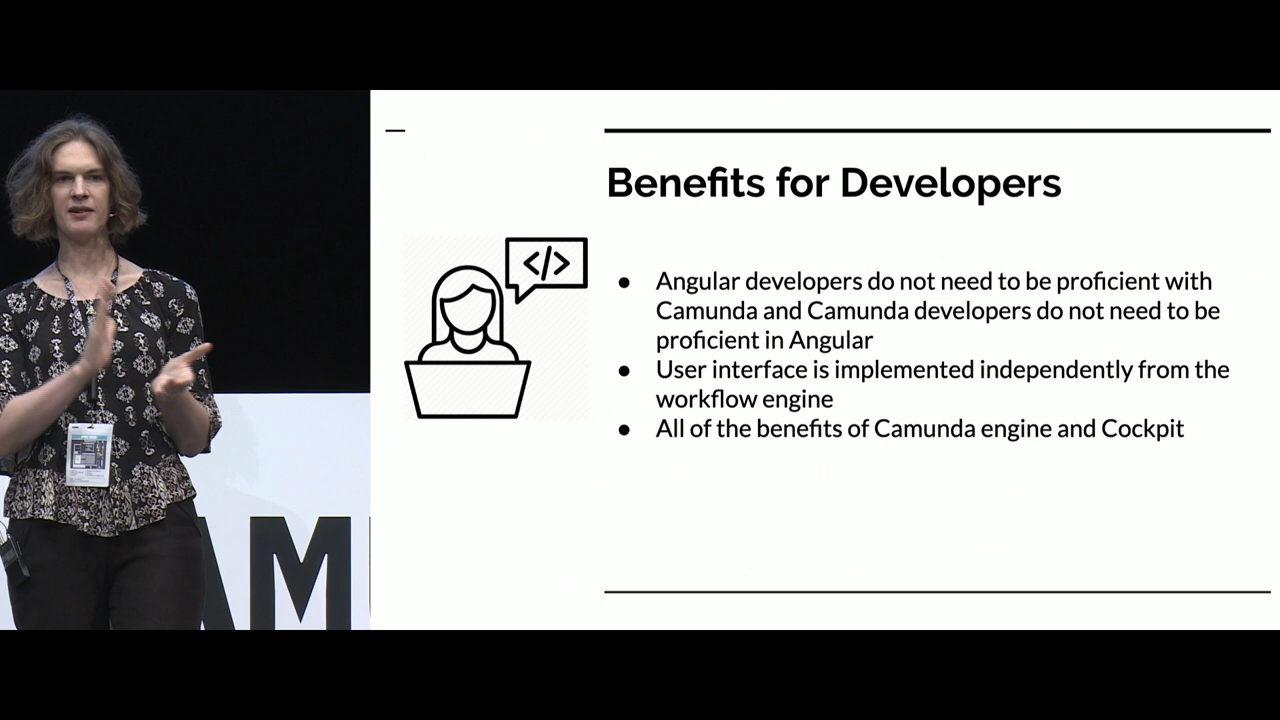 Benefits for Developers
</>
● Angular developers do not need to be proficient with
Camunda and Camunda developers do not need to be
proficient in Angular
● User interface is implemented independently from the
workflow engine
● All of the benefits of Camunda engine and Cockpit
AM